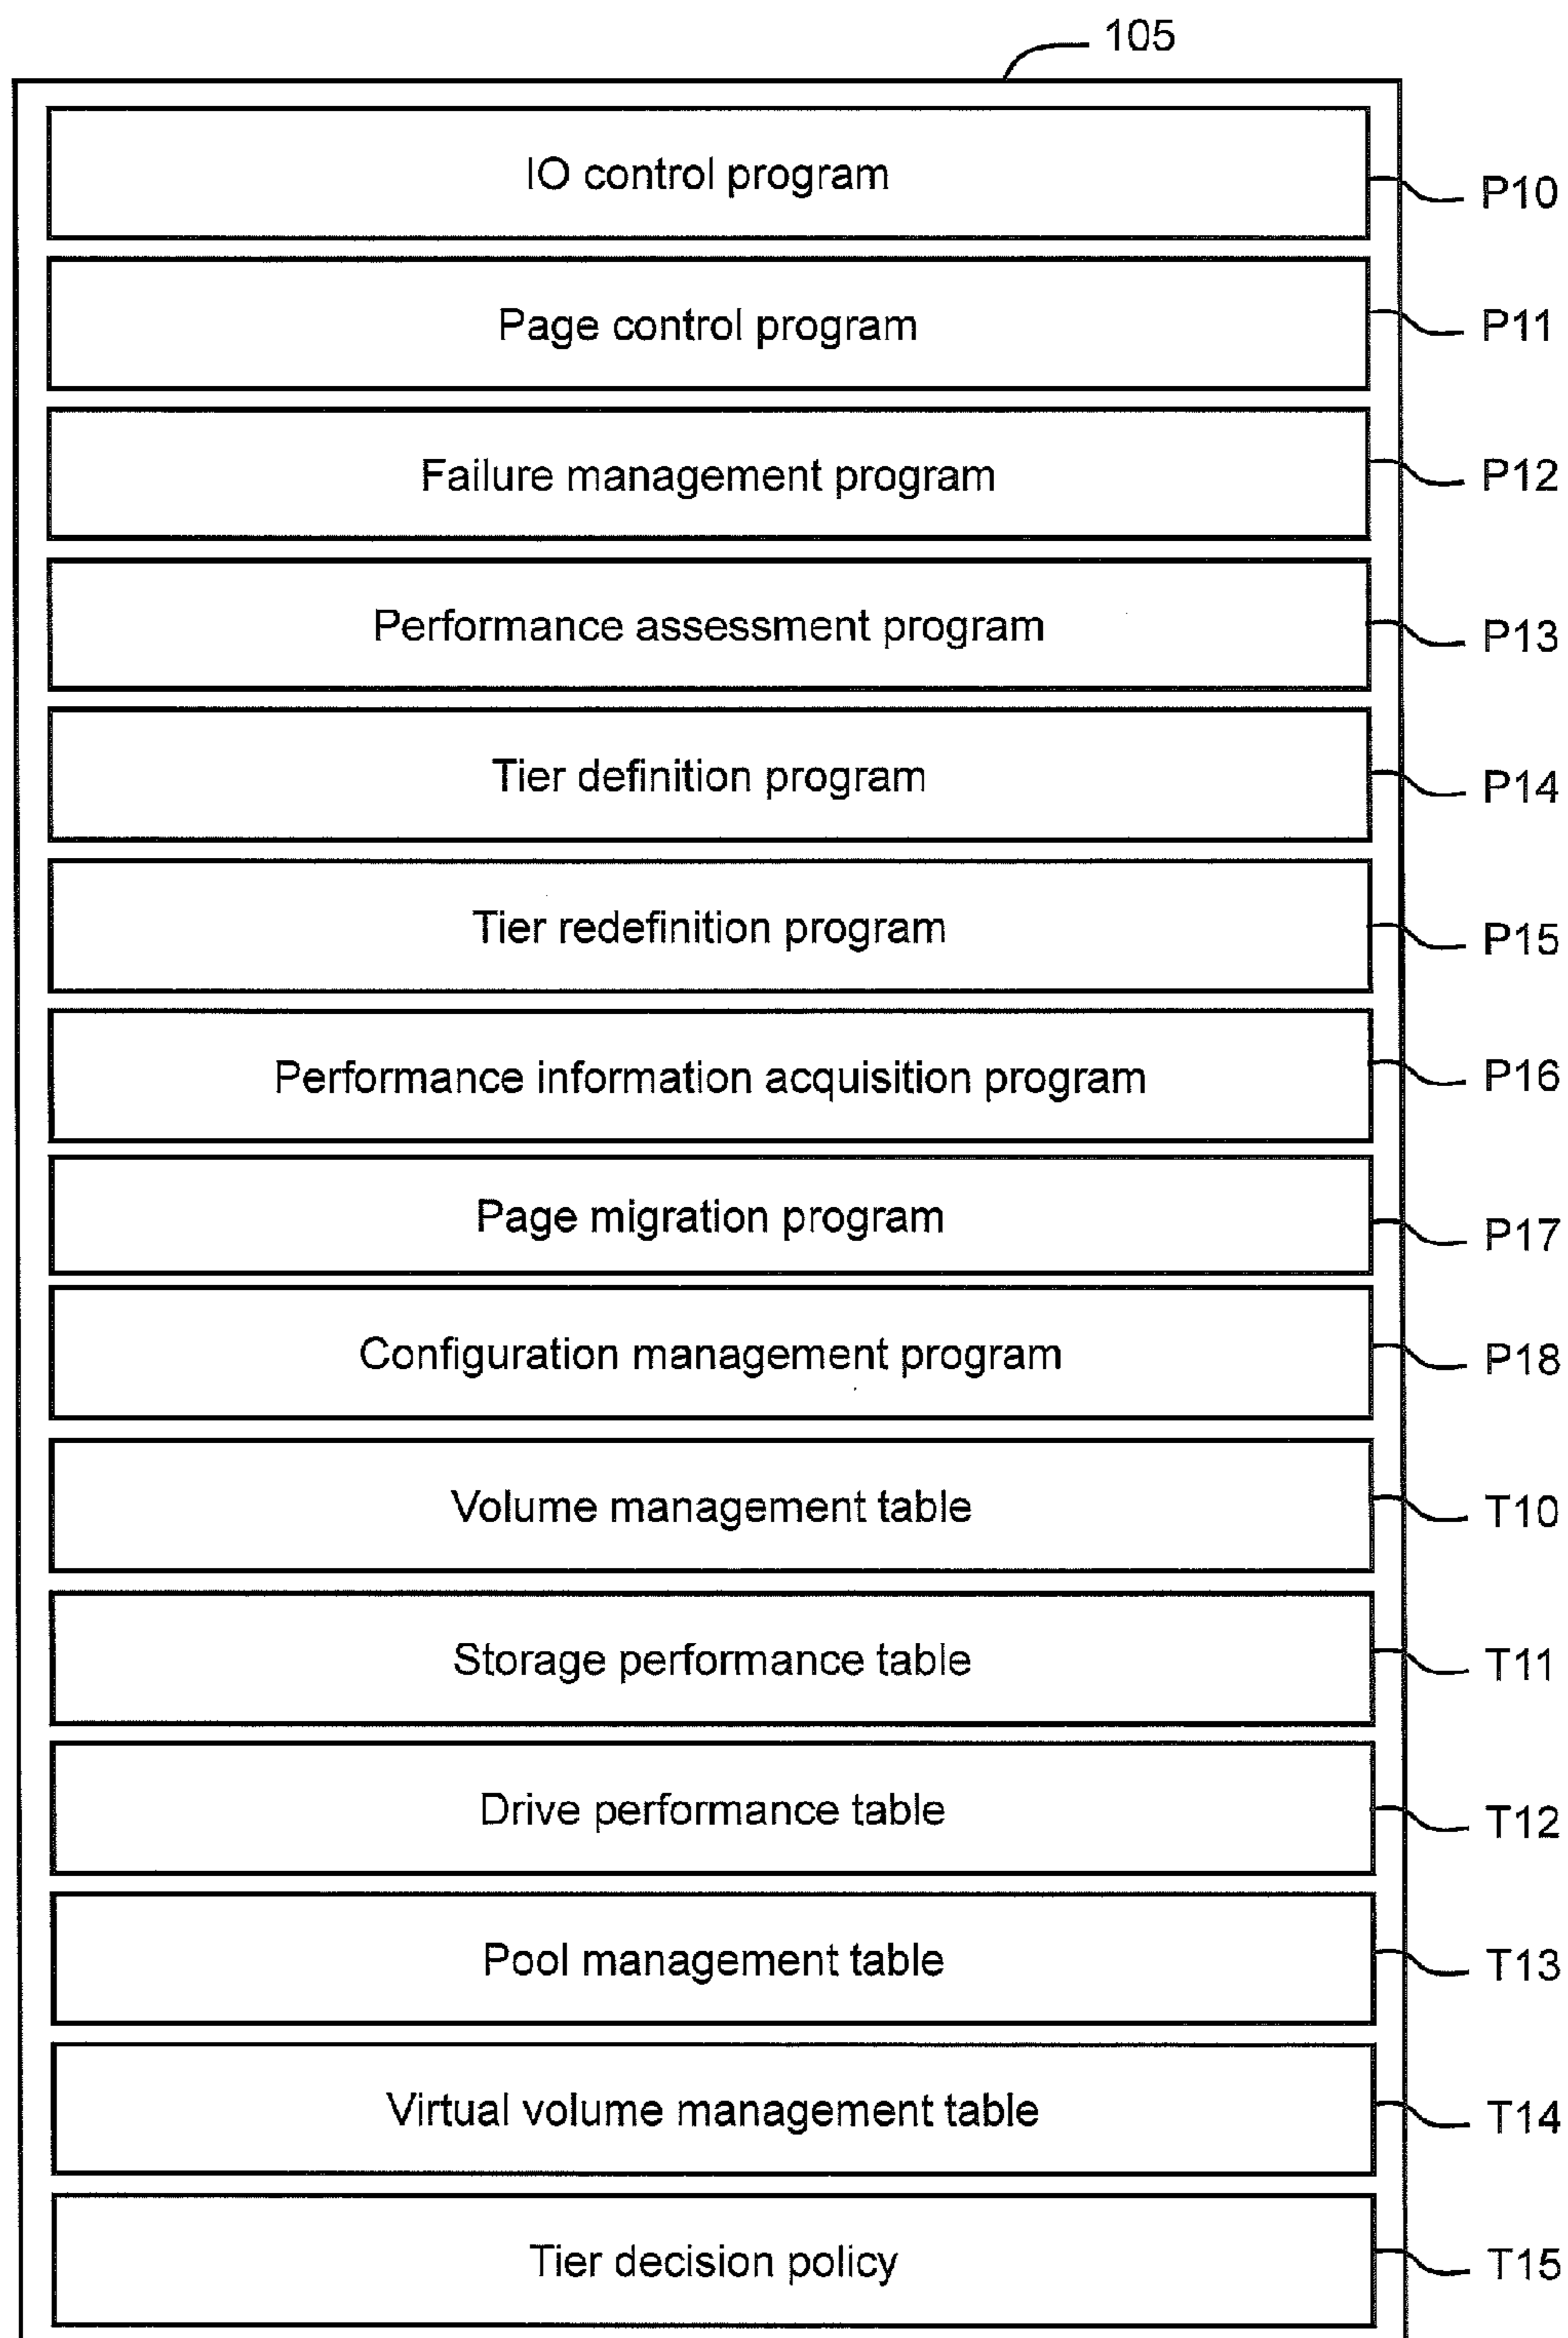 105
IO control program
P10
Page control program
P11
Failure management program
P12
Performance assessment program
P13
Tier definition program
P14
Tier redefinition program
P15
Performance information acquisition program
P16
Page migration program
P17
Configuration management program
P18
Volume management table
T10
Storage performance table
T11
Drive performance table
T12
Pool management table
T13
Virtual volume management table
T14
Tier decision policy
T15